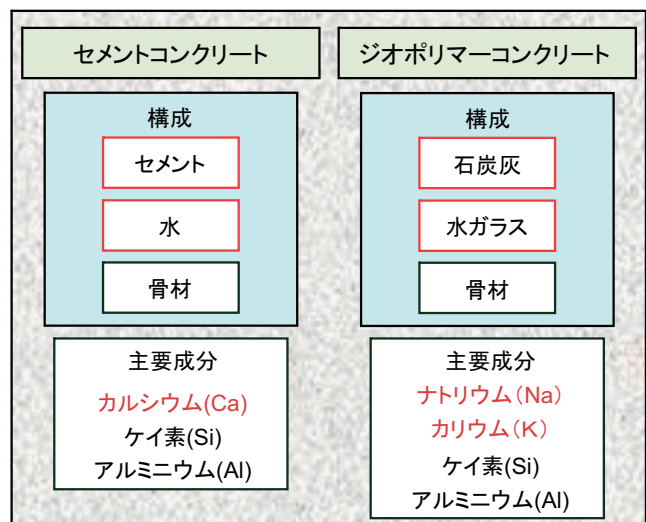 セメントコンクリート
構成
セメント
水
骨材
主要成分
カルシウム(Ca)
ケイ素(Si)
アルミニウム(Al)
ジオポリマーコンクリート
構成
石炭灰
水ガラス
骨材
主要成分
ナトリウム(Na)
カリウム(K)
ケイ素(Si)
アルミニウム(Al)